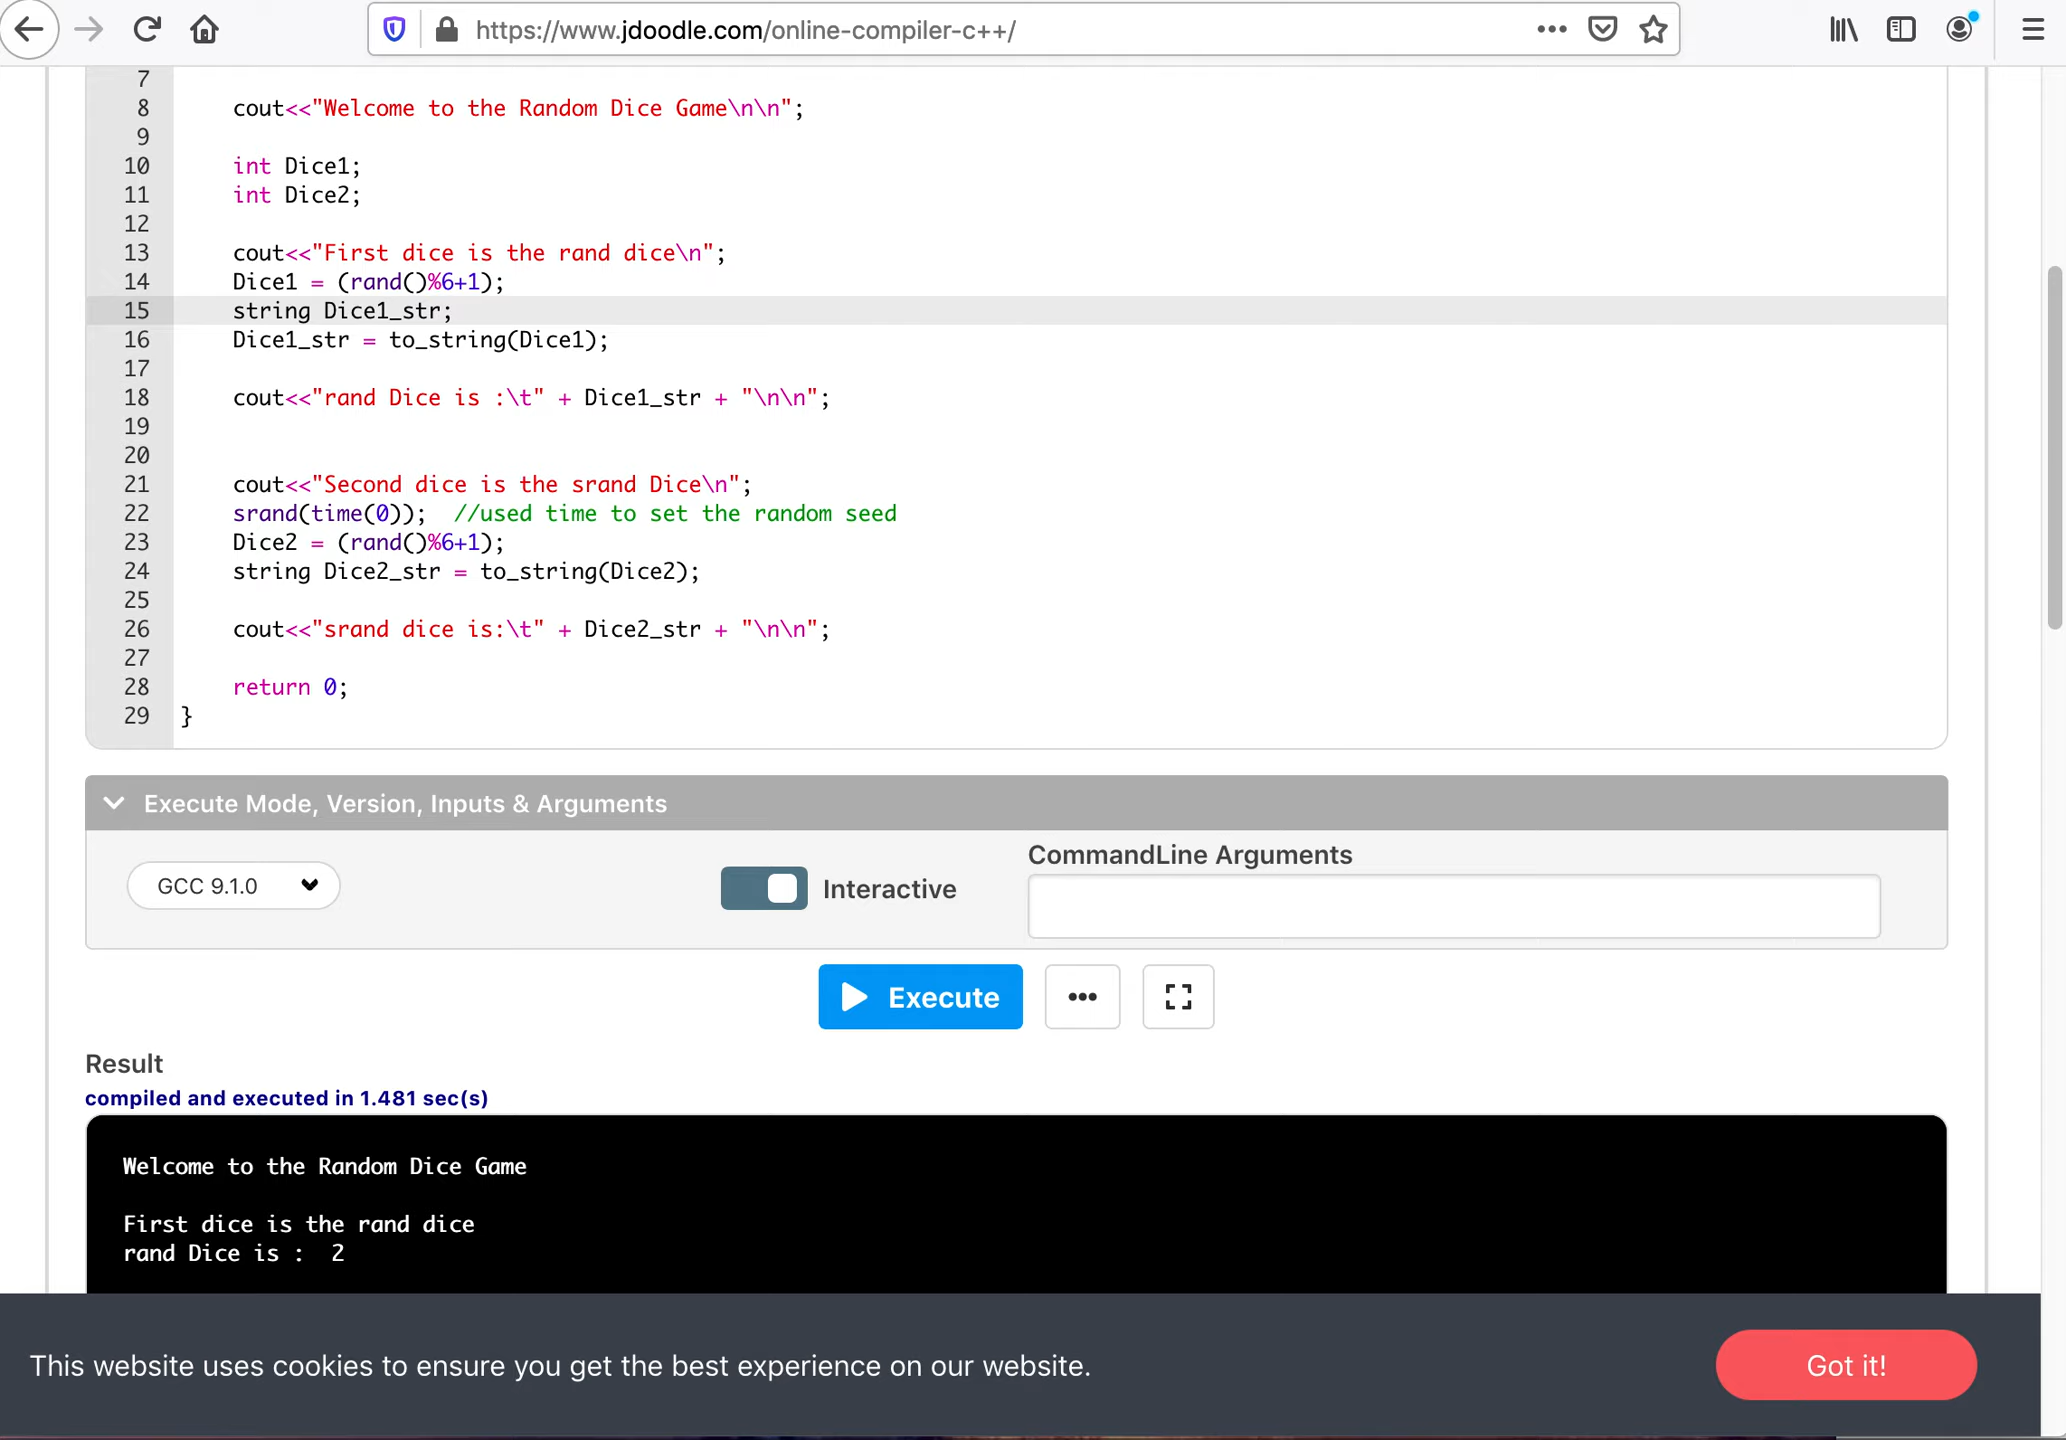 https://www.jdoodle.com/online-compiler-c++/
7
8 cout<<"Welcome to the Random Dice Game\n\n";
9
10 int Dice1;
11 int Dice2;
12
13 cout<<"First dice is the rand dice\n";
14 Dice1 = (rand()%6+1);
15 string Dice1_str;
16 Dice1_str = to_string(Dice1);
17
18 cout<<"rand Dice is :\t" + Dice1_str + "\n\n";
19
20
21 cout<<"Second dice is the srand Dice\n";
22 srand(time(0)); //used time to set the random seed
23 Dice2 = (rand()%6+1);
24 string Dice2_str = to_string(Dice2);
25
26 cout<<"srand dice is:\t" + Dice2_str + "\n\n";
27
28 return 0;
29 }
Execute Mode, Version, Inputs & Arguments
CommandLine Arguments
GCC 9.1.0 Interactive
Execute
Result
compiled and executed in 1.481 sec(s)
Welcome to the Random Dice Game
First dice is the rand dice
rand Dice is : 2
This website uses cookies to ensure you get the best experience on our website. Got it!